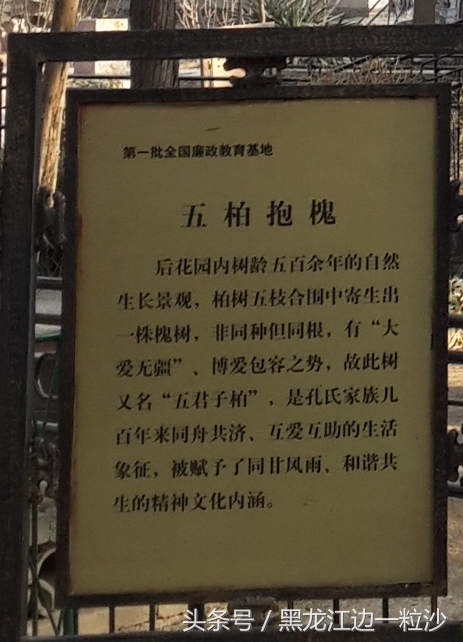 第一批全国廉政教育基地
五柏抱槐
后花园内树龄五百余年的自然
生长景观，柏树五枝合围中寄生出
一株槐树，非同种但同根，有“大
爱无疆”、博爱包容之势，故此树
又名“五君子柏”，是孔氏家族几
百年来同舟共济、互爱互助的生活
象征，被赋予了同甘风雨、和谐共
生的精神文化内涵。
头条号 / 黑龙江边一粒沙